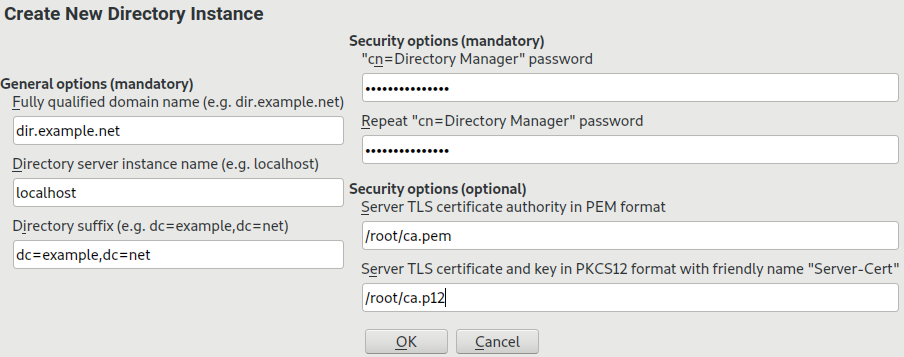 Create New Directory Instance
General options (mandatory)
Fully qualified domain name (e.g. dir.example.net)
dir.example.net
Directory server instance name (e.g. localhost)
localhost
Directory suffix (e.g. dc=example,dc=net)
dc=example,dc=net
Security options (mandatory)
"cn=Directory Manager" password
•••••••••••••••
Repeat "cn=Directory Manager" password
•••••••••••••••
Security options (optional)
Server TLS certificate authority in PEM format
/root/ca.pem
Server TLS certificate and key in PKCS12 format with friendly name "Server-Cert"
/root/ca.p12
OK
Cancel